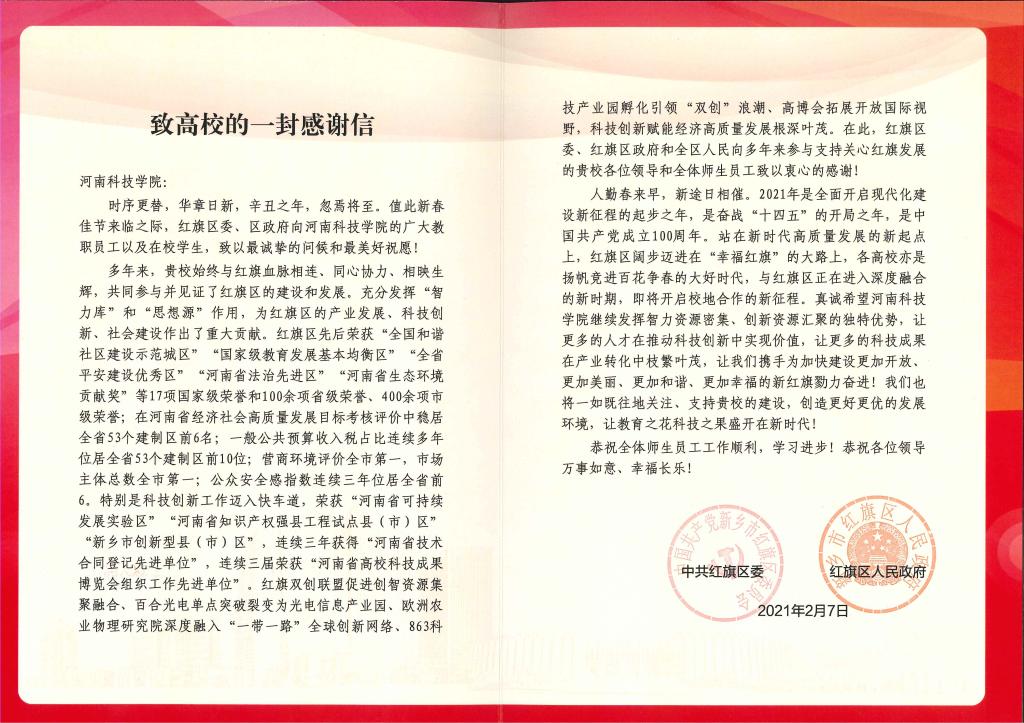 致高校的一封感谢信
河南科技学院：
时序更替，华章日新，辛丑之年，忽焉将至。值此新春
佳节来临之际，红旗区委、区政府向河南科技学院的广大教
职员工以及在校学生，致以最诚挚的问候和最美好祝愿！
多年来，贵校始终与红旗血脉相连、同心协力、相映生
辉，共同参与并见证了红旗区的建设和发展。充分发挥“智
力库”和“思想源”作用，为红旗区的产业发展、科技创
新、社会建设作出了重大贡献。红旗区先后荣获“全国和谐
社区建设示范城区”“国家级教育发展基本均衡区”“全省
平安建设优秀区”“河南省法治先进区”“河南省生态环境
贡献奖”等17项国家级荣誉和100余项省级荣誉、400余项市
级荣誉；在河南省经济社会高质量发展目标考核评价中稳居
全省53个建制区前6名；一般公共预算收入税占比连续多年
位居全省53个建制区前10位；营商环境评价全市第一，市场
主体总数全市第一；公众安全感指数连续三年位居全省前
6。特别是科技创新工作迈入快车道，荣获“河南省可持续
发展实验区”“河南省知识产权强县工程试点县（市）区”
“新乡市创新型县（市）区”，连续三年获得“河南省技术
合同登记先进单位”，连续三届荣获“河南省高校科技成果
博览会组织工作先进单位”。红旗双创联盟促进创智资源集
聚融合、百合光电单点突破裂变为光电信息产业园、欧洲农
业物理研究院深度融入“一带一路”全球创新网络、863科
技产业园孵化引领“双创”浪潮、高博会拓展开放国际视
野，科技创新赋能经济高质量发展根深叶茂。在此，红旗区
委、红旗区政府和全区人民向多年来参与支持关心红旗发展
的贵校各位领导和全体师生员工致以衷心的感谢！
人勤春来早，新途日相催。2021年是全面开启现代化建
设新征程的起步之年，是奋战“十四五”的开局之年，是中
国共产党成立100周年。站在新时代高质量发展的新起点
上，红旗区阔步迈进在“幸福红旗”的大路上，各高校亦是
扬帆竞进百花争春的大好时代，与红旗区正在进入深度融合
的新时期，即将开启校地合作的新征程。真诚希望河南科技
学院继续发挥智力资源密集、创新资源汇聚的独特优势，让
更多的人才在推动科技创新中实现价值，让更多的科技成果
在产业转化中枝繁叶茂，让我们携手为加快建设更加开放、
更加美丽、更加和谐、更加幸福的新红旗勠力奋进！我们也
将一如既往地关注、支持贵校的建设，创造更好更优的发展
环境，让教育之花科技之果盛开在新时代！
恭祝全体师生员工工作顺利，学习进步！恭祝各位领导
万事如意、幸福长乐！
中国共产党新乡市红旗区委员会
新乡市红旗区人民政府
中共红旗区委 红旗区人民政府
2021年2月7日